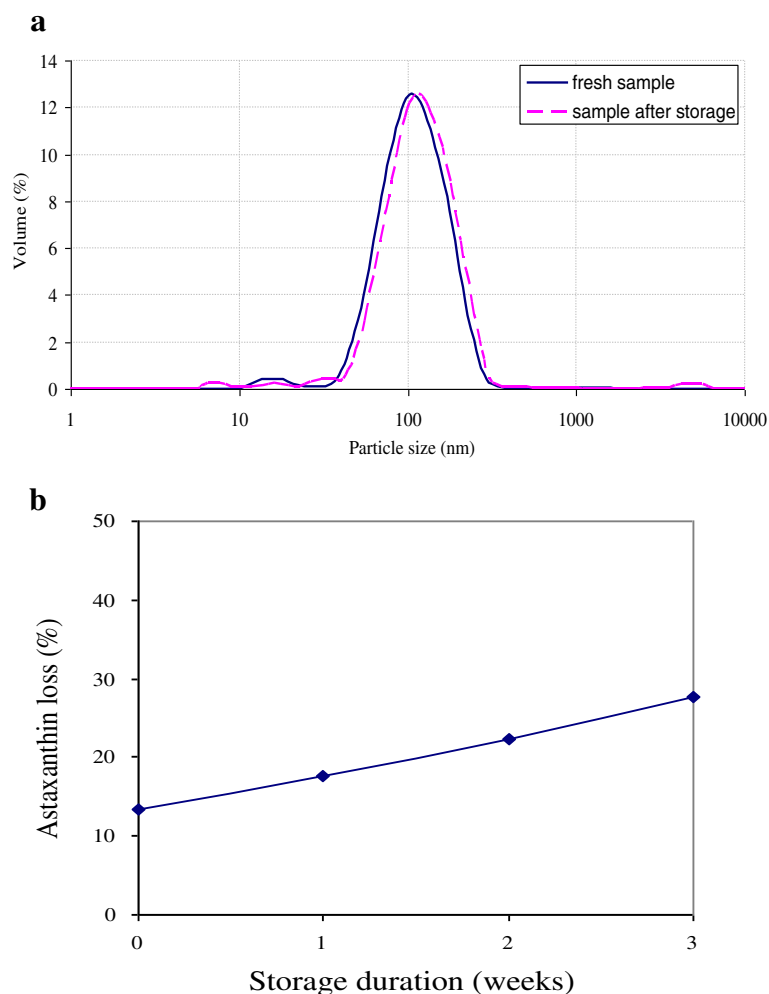 a
14
12
10
8
6
4
2
0
Volume (%)
fresh sample
sample after storage
1 10 100 1000 10000
Particle size (nm)
b
50
40
30
20
10
0
Astaxanthin loss (%)
0 1 2 3
Storage duration (weeks)